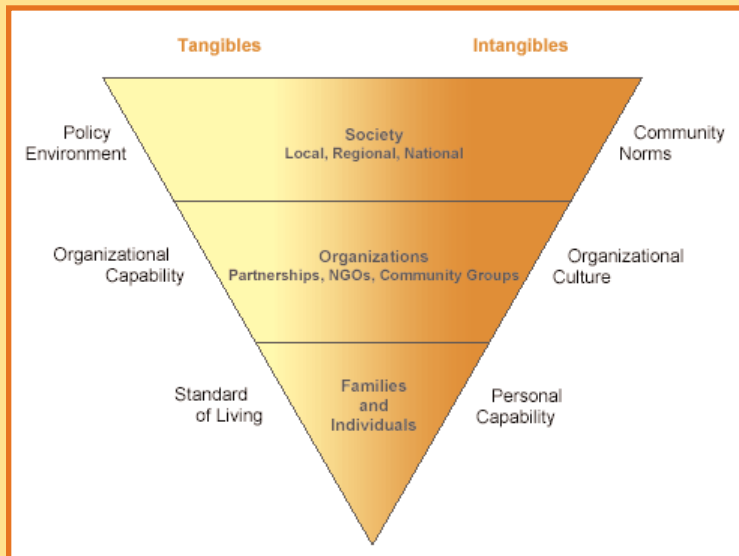 Tangibles
Intangibles
Policy
Environment
Society
Local, Regional, National
Community
Norms
Organizational
Capability
Organizations
Partnerships, NGOs, Community Groups
Organizational
Culture
Standard
of Living
Families
and
Individuals
Personal
Capability